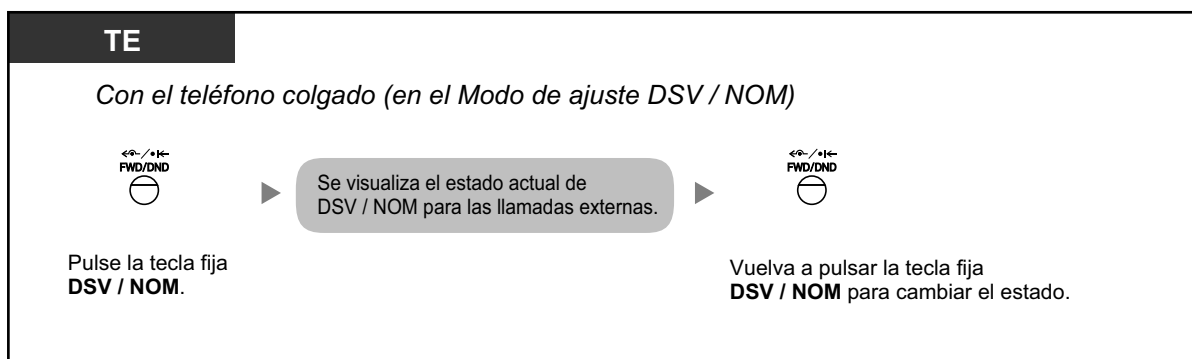 TE
Con el teléfono colgado (en el Modo de ajuste DSV / NOM)
FWD/DND
Se visualiza el estado actual de
DSV / NOM para las llamadas externas.
FWD/DND
Pulse la tecla fija
DSV / NOM.
Vuelva a pulsar la tecla fija
DSV / NOM para cambiar el estado.